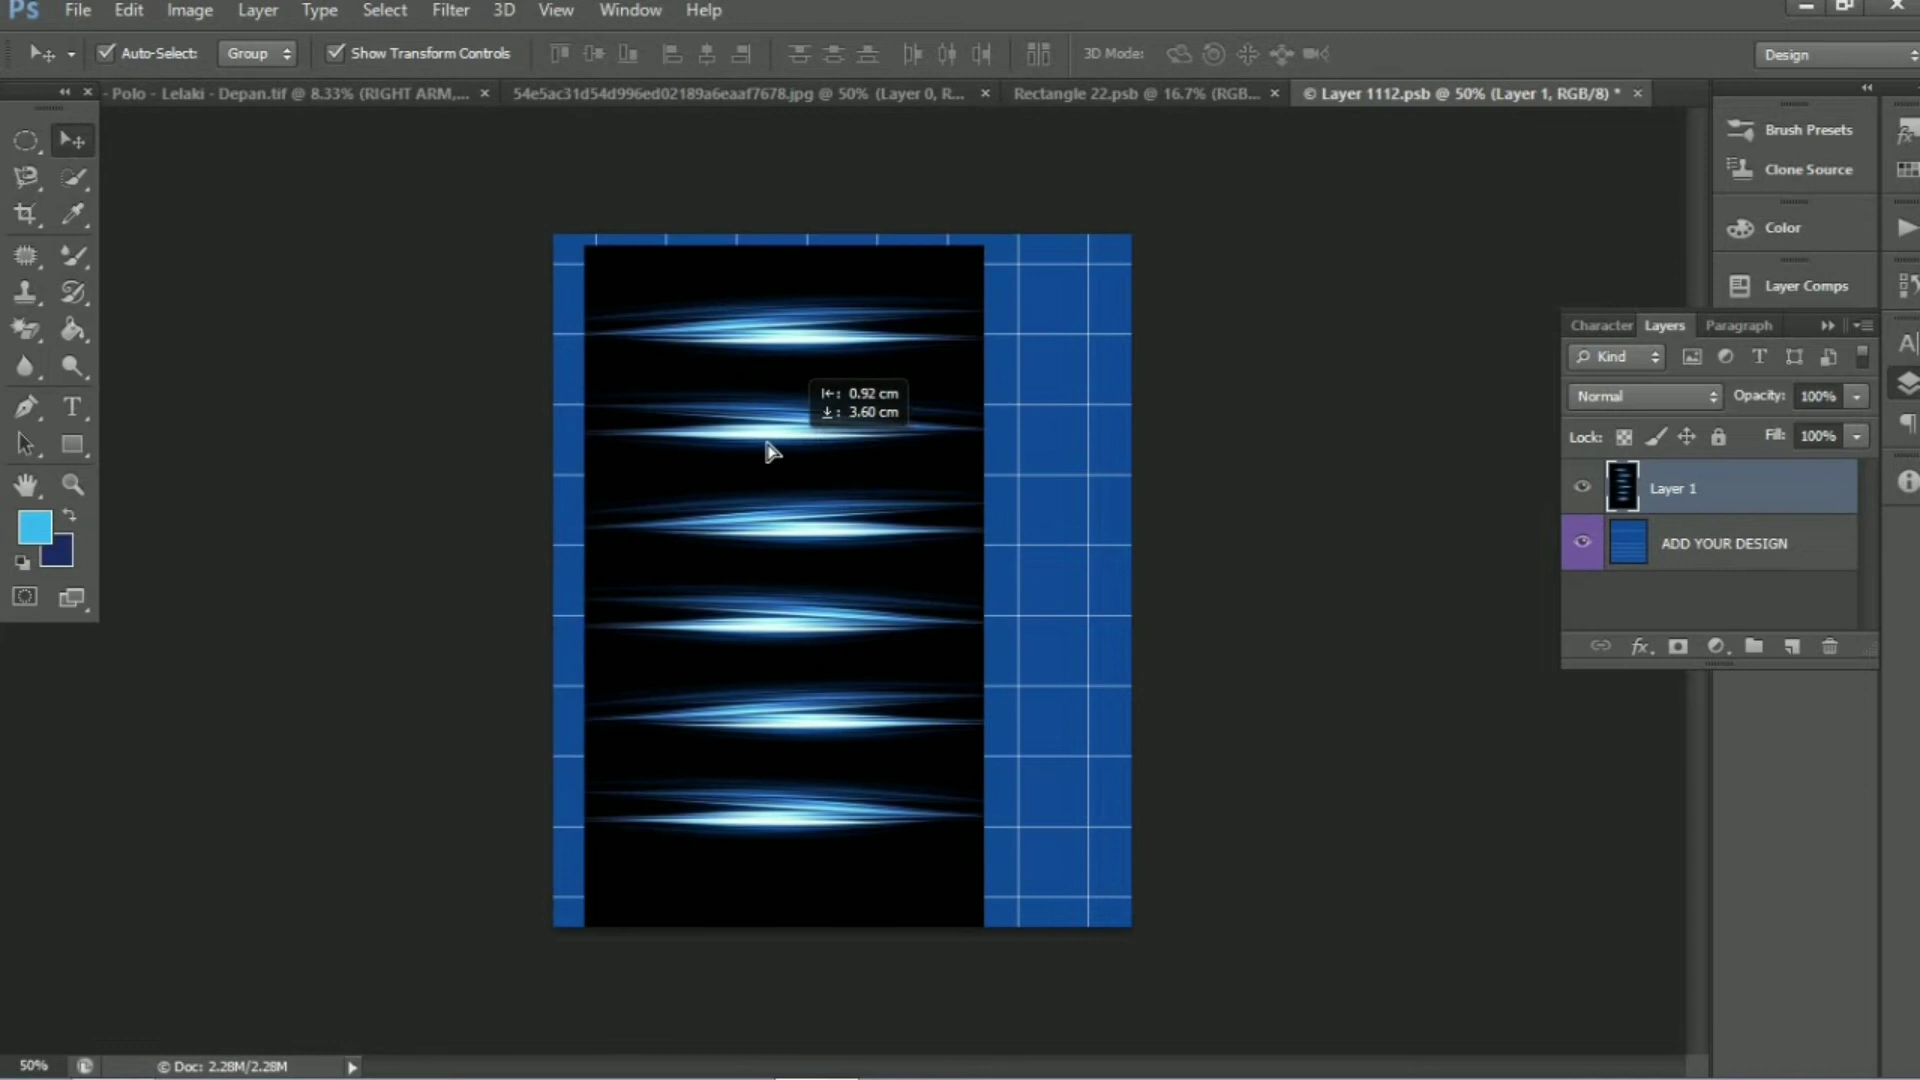 Ps File Edit Image Layer Type Select Filter 3D View Window Help
Auto-Select: Group Show Transform Controls 3D Mode: Design
- Polo - Lelaki - Depan.tif @ 8.33% (RIGHT ARM,... × 54e5ac31d54d996ed02189a6eaaf7678.jpg @ 50% (Layer 0, R... × Rectangle 22.psb @ 16.7% (RGB... × © Layer 1112.psb @ 50% (Layer 1, RGB/8) * ×
Brush Presets
Clone Source
Color
Layer Comps
Character Layers Paragraph
Kind
Normal Opacity: 100%
Lock: Fill: 100%
Layer 1
ADD YOUR DESIGN
fx
0.92 cm
3.60 cm
50% © Doc: 2.28M/2.28M